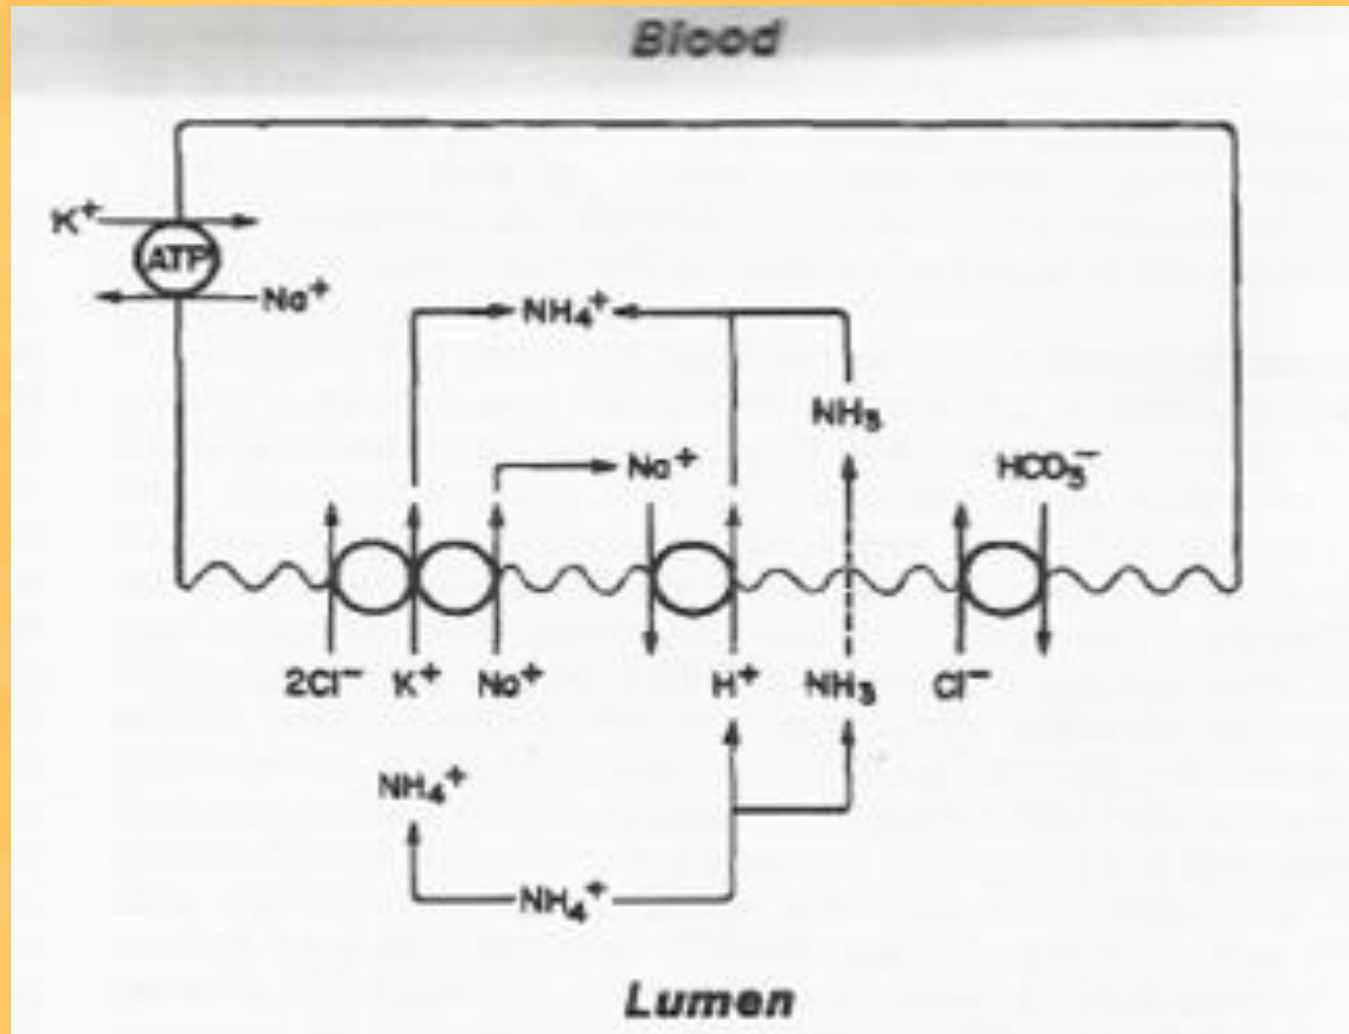 Blood
K⁺
ATP
Na⁺
NH₄⁺
NH₃
Na⁺
HCO₃⁻
2Cl⁻ K⁺ Na⁺ H⁺ NH₃ Cl⁻
NH₄⁺
NH₄⁺
Lumen